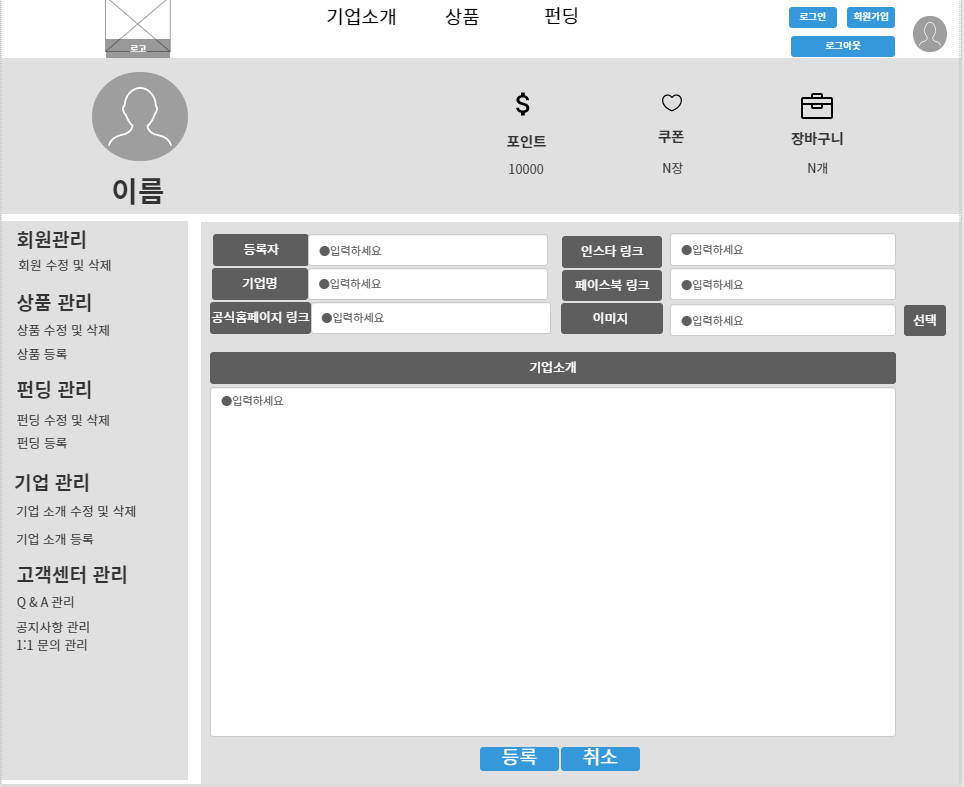 기업소개 상품 펀딩
로그인 회원가입
로그아웃
로고
포인트 쿠폰 장바구니
10000 N장 N개
이름
회원관리
회원 수정 및 삭제
상품 관리
상품 수정 및 삭제
상품 등록
펀딩 관리
펀딩 수정 및 삭제
펀딩 등록
기업 관리
기업 소개 수정 및 삭제
기업 소개 등록
고객센터 관리
Q & A 관리
공지사항 관리
1:1 문의 관리
등록자 ●입력하세요 인스타 링크 ●입력하세요
기업명 ●입력하세요 페이스북 링크 ●입력하세요
공식홈페이지 링크 ●입력하세요 이미지 ●입력하세요 선택
기업소개
●입력하세요
등록 취소